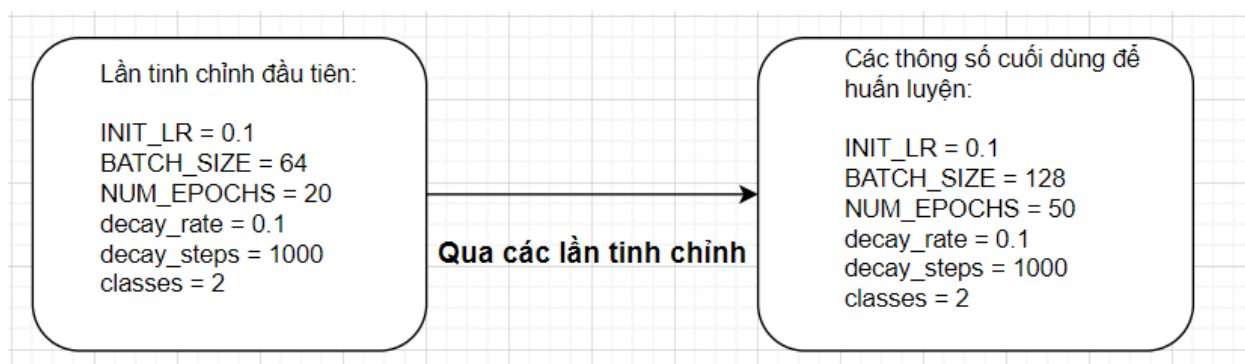 Lần tinh chỉnh đầu tiên:
INIT_LR = 0.1
BATCH_SIZE = 64
NUM_EPOCHS = 20
decay_rate = 0.1
decay_steps = 1000
classes = 2
Qua các lần tinh chỉnh
Các thông số cuối dùng để
huấn luyện:
INIT_LR = 0.1
BATCH_SIZE = 128
NUM_EPOCHS = 50
decay_rate = 0.1
decay_steps = 1000
classes = 2